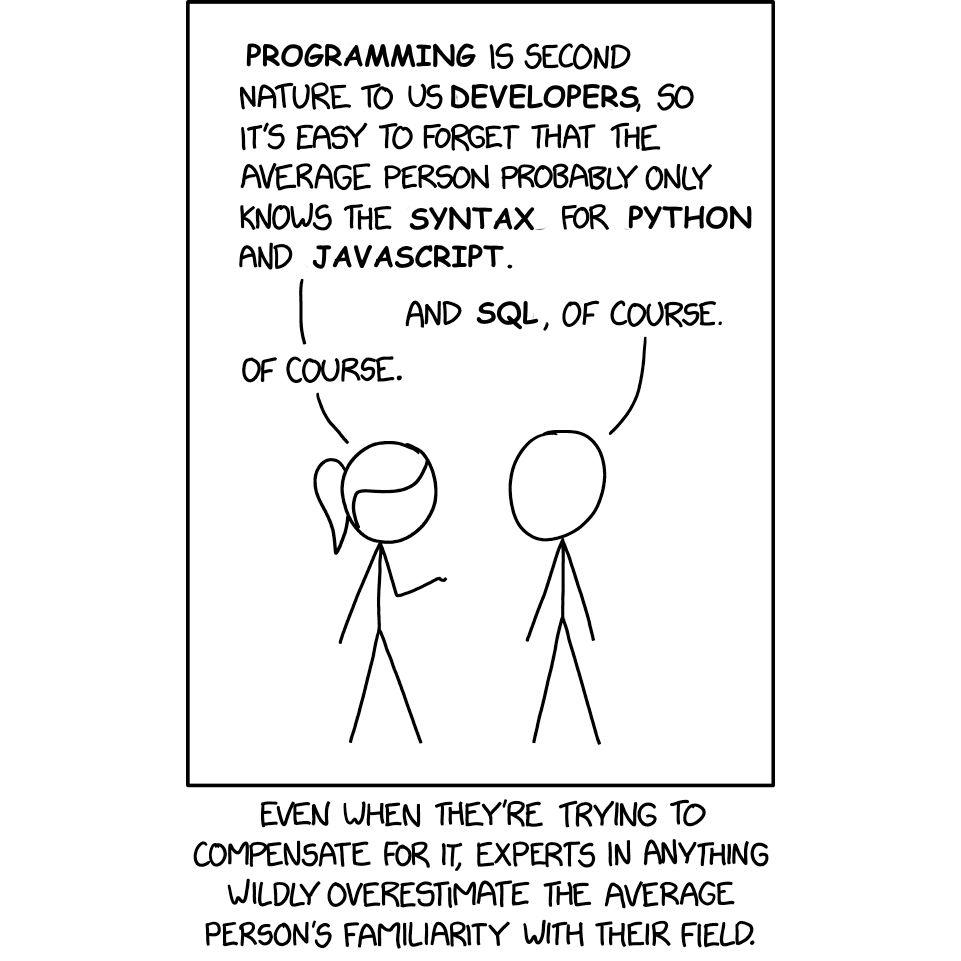 PROGRAMMING IS SECOND
NATURE TO US DEVELOPERS, SO
IT'S EASY TO FORGET THAT THE
AVERAGE PERSON PROBABLY ONLY
KNOWS THE SYNTAX FOR PYTHON
AND JAVASCRIPT.
AND SQL, OF COURSE.
OF COURSE.
EVEN WHEN THEY'RE TRYING TO
COMPENSATE FOR IT, EXPERTS IN ANYTHING
WILDLY OVERESTIMATE THE AVERAGE
PERSON'S FAMILIARITY WITH THEIR FIELD.